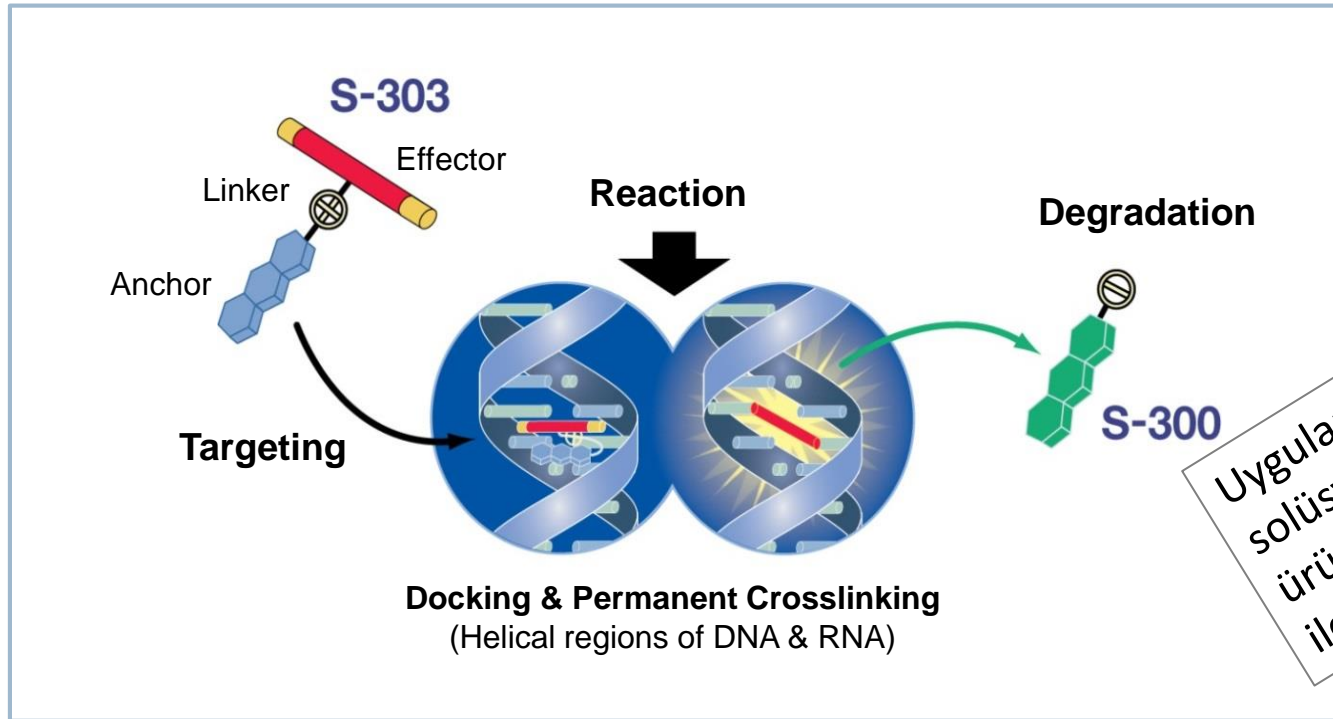 S-303
Effector
Linker
Anchor
Targeting
Reaction
Docking & Permanent Crosslinking
(Helical regions of DNA & RNA)
Degradation
S-300